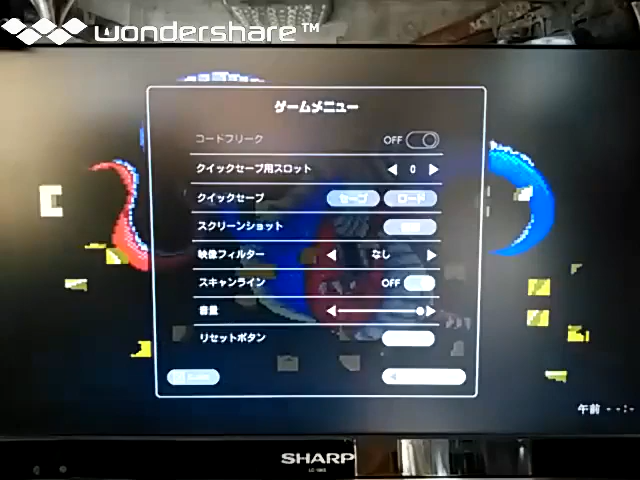 wondershare™
ゲームメニュー
コードフリーク OFF
クイックセーブ用スロット 0
クイックセーブ セーブ ロード
スクリーンショット
映像フィルター なし
スキャンライン OFF
音量
リセットボタン
午前 --:--
SHARP